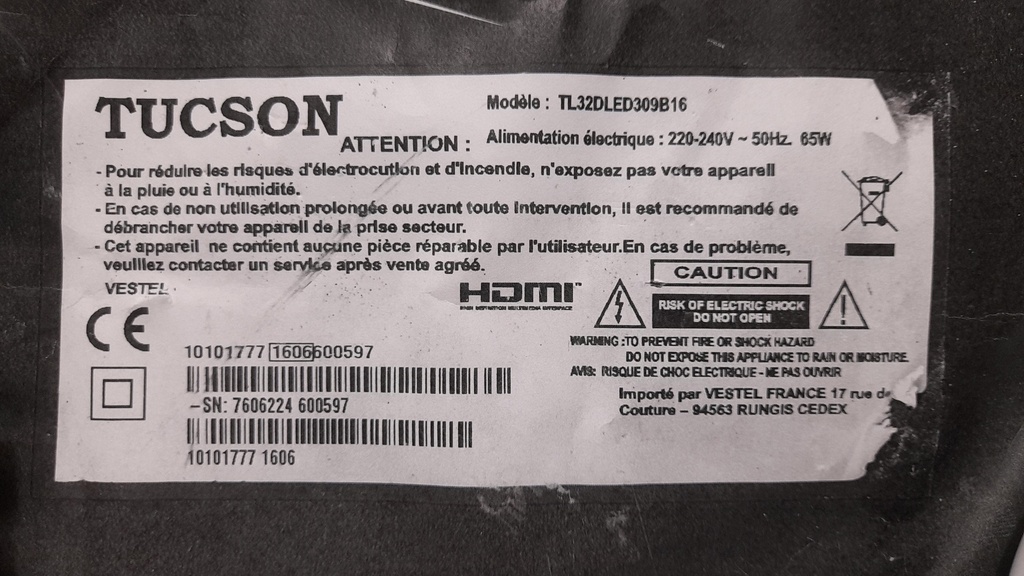 TUCSON
Modèle : TL32DLED309B16
ATTENTION :
Alimentation électrique : 220-240V ~ 50Hz. 65W
- Pour réduire les risques d'électrocution et d'incendie, n'exposez pas votre appareil
à la pluie ou à l'humidité.
- En cas de non utilisation prolongée ou avant toute intervention, il est recommandé de
débrancher votre appareil de la prise secteur.
- Cet appareil ne contient aucune pièce réparable par l'utilisateur.En cas de problème,
veuillez contacter un service après vente agréé.
VESTEL
CE
HDMI™
HIGH DEFINITION MULTIMEDIA INTERFACE
CAUTION
RISK OF ELECTRIC SHOCK
DO NOT OPEN
WARNING :TO PREVENT FIRE OR SHOCK HAZARD
DO NOT EXPOSE THIS APPLIANCE TO RAIN OR MOISTURE.
AVIS: RISQUE DE CHOC ELECTRIQUE - NE PAS OUVRIR
Importé par VESTEL FRANCE 17 rue de
Couture – 94563 RUNGIS CEDEX
10101777 1606600597
–SN: 7606224 600597
10101777 1606